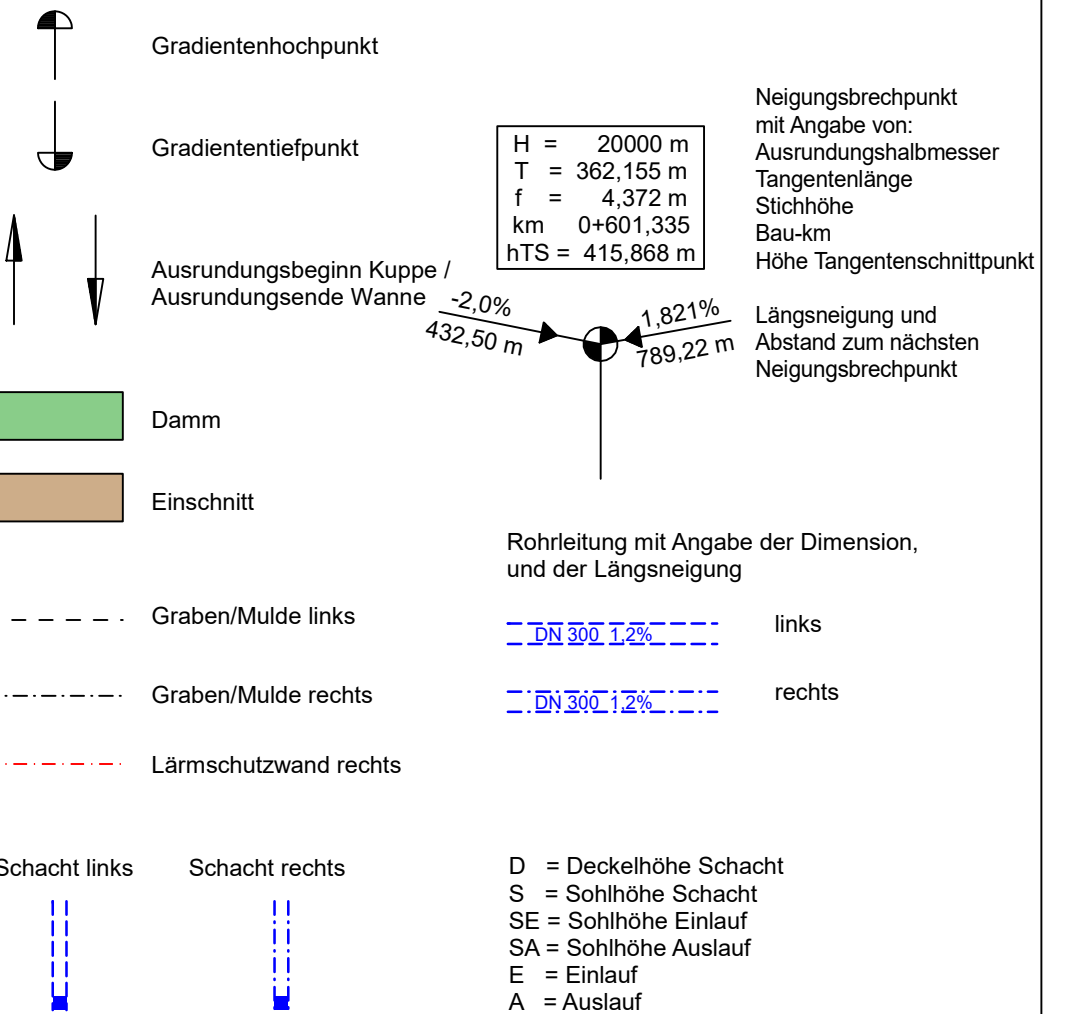 Gradientenhochpunkt
Gradiententiefpunkt
Ausrundungsbeginn Kuppe /
Ausrundungsende Wanne
H = 20000 m
T = 362,155 m
f = 4,372 m
km 0+601,335
hTS = 415,868 m
Neigungsbrechpunkt
mit Angabe von:
Ausrundungshalbmesser
Tangentenlänge
Stichhöhe
Bau-km
Höhe Tangentenschnittpunkt
-2,0%
432,50 m
1,821%
789,22 m
Längsneigung und
Abstand zum nächsten
Neigungsbrechpunkt
Damm
Einschnitt
Rohrleitung mit Angabe der Dimension,
und der Längsneigung
Graben/Mulde links
DN 300 1,2%
links
Graben/Mulde rechts
DN 300 1,2%
rechts
Lärmschutzwand rechts
Schacht links
Schacht rechts
D = Deckelhöhe Schacht
S = Sohlhöhe Schacht
SE = Sohlhöhe Einlauf
SA = Sohlhöhe Auslauf
E = Einlauf
A = Auslauf